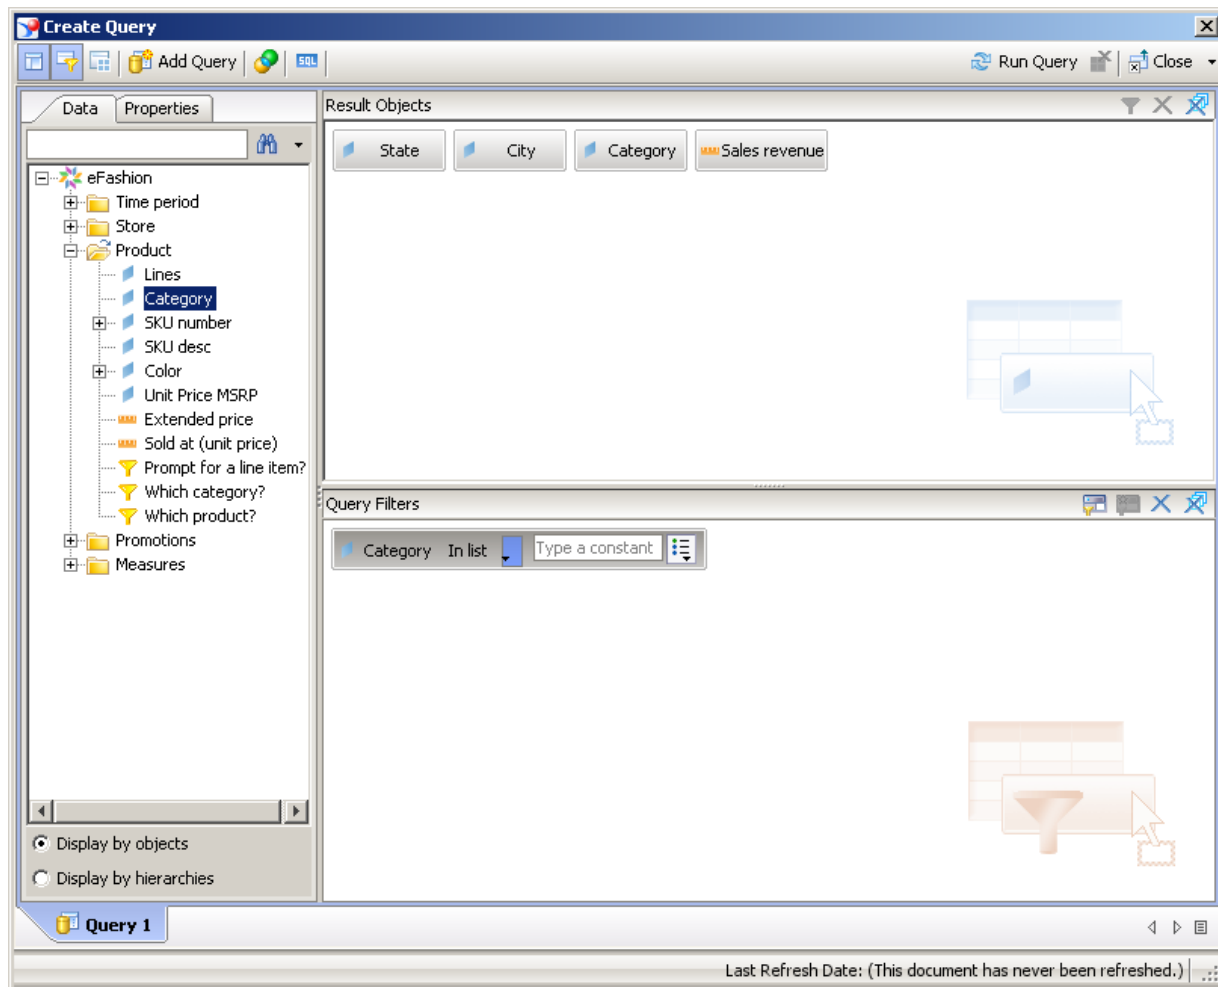 Create Query
Add Query
SQL
Run Query
Close
Data
Properties
eFashion
Time period
Store
Product
Lines
Category
SKU number
SKU desc
Color
Unit Price MSRP
Extended price
Sold at (unit price)
Prompt for a line item?
Which category?
Which product?
Promotions
Measures
Display by objects
Display by hierarchies
Result Objects
State
City
Category
Sales revenue
Query Filters
Category In list Type a constant
Query 1
Last Refresh Date: (This document has never been refreshed.)